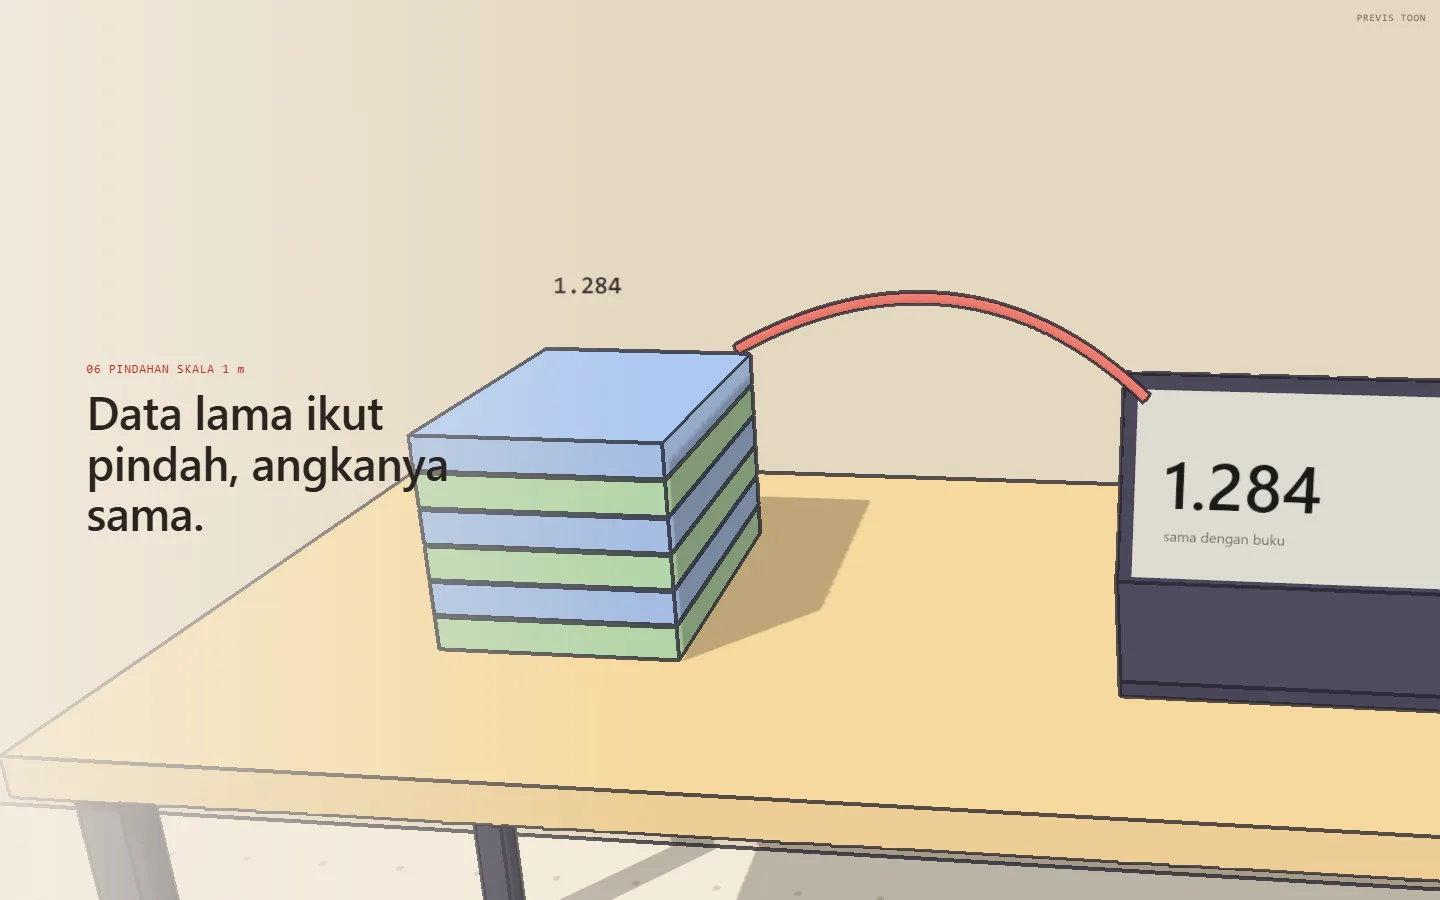 PREVIS TOON
1.284
06 PINDAHAN SKALA 1 m
Data lama ikut
pindah, angkanya
sama.
1.284
sama dengan buku